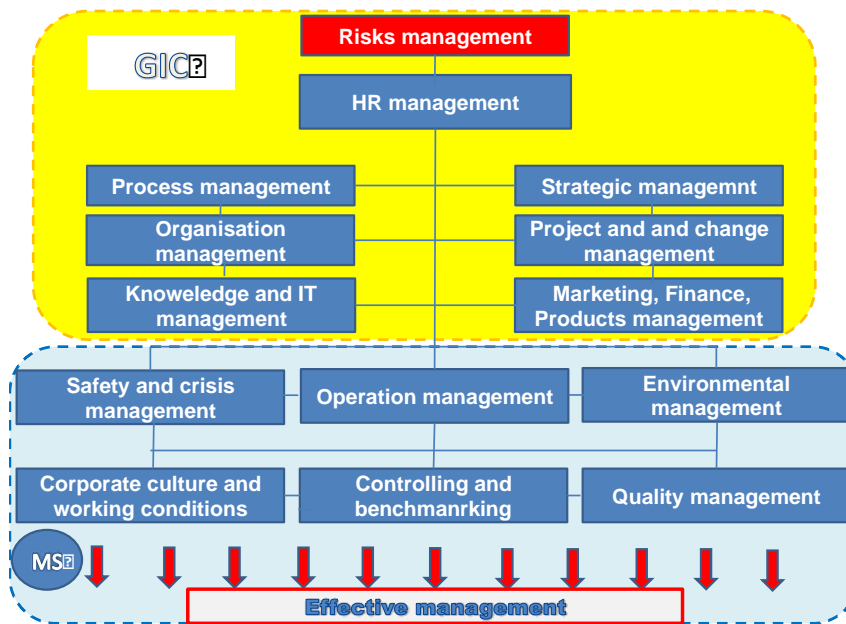 Risks management
GIC
HR management
Process management
Strategic managemnt
Organisation
management
Project and and change
management
Knoweledge and IT
management
Marketing, Finance,
Products management
Safety and crisis
management
Operation management
Environmental
management
Corporate culture and
working conditions
Controlling and
benchmanrking
Quality management
MS
Effective management